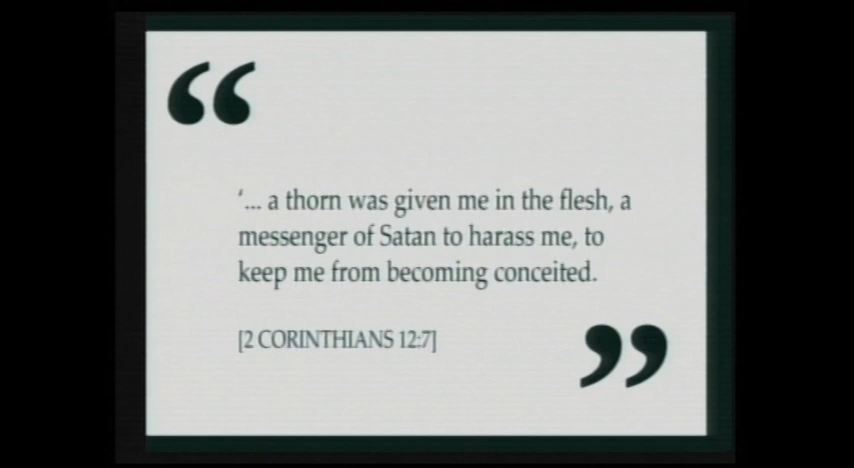 “
‘... a thorn was given me in the flesh, a
messenger of Satan to harass me, to
keep me from becoming conceited.
[2 CORINTHIANS 12:7]
”